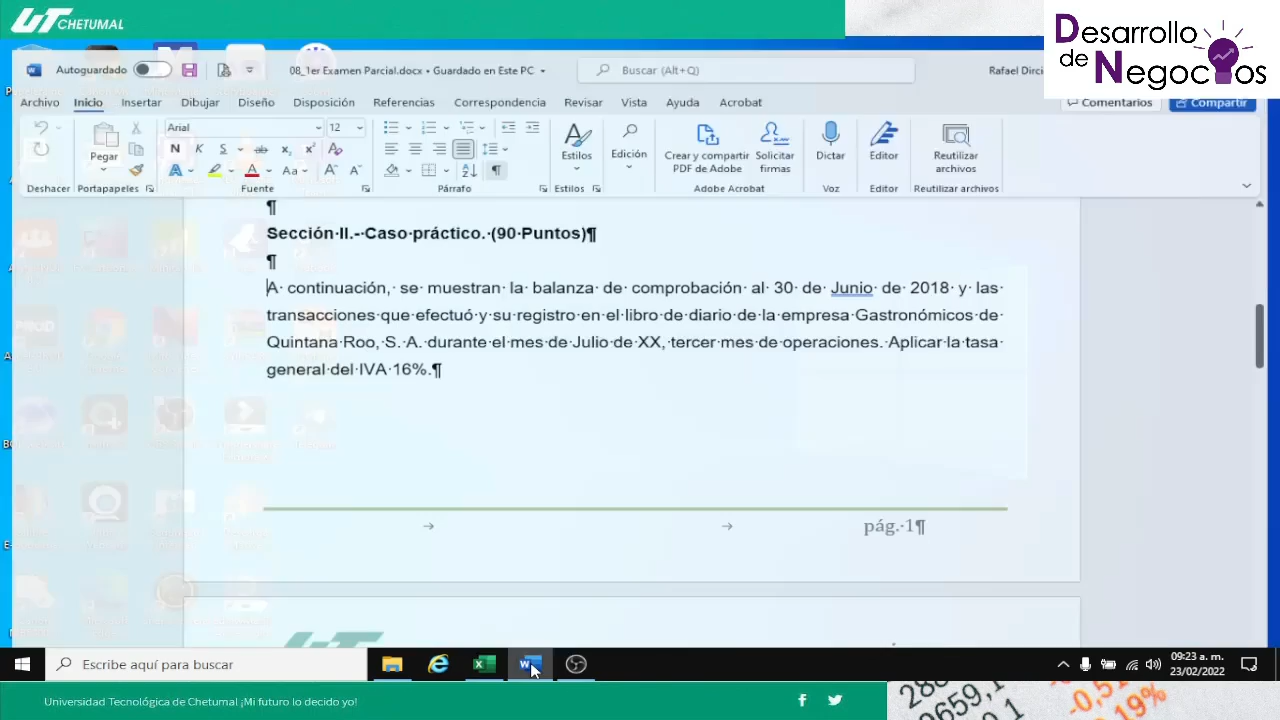 UT CHETUMAL
Desarrollo
de Negocios
Autoguardado
08_1er Examen Parcial.docx • Guardado en Este PC
Buscar (Alt+Q)
Rafael Dirci
Archivo Inicio Insertar Dibujar Diseño Disposición Referencias Correspondencia Revisar Vista Ayuda Acrobat
Comentarios Compartir
Arial 12
Pegar
N K S ab x₂ x²
A A Aa A A
Estilos Edición
Crear y compartir PDF de Adobe
Solicitar firmas
Dictar Editor
Reutilizar archivos
Deshacer Portapapeles Fuente Párrafo Estilos Adobe Acrobat Voz Editor Reutilizar archivos
¶
Sección·II.-·Caso·práctico.·(90·Puntos)¶
¶
A· continuación,· se· muestran· la· balanza· de· comprobación· al· 30· de· Junio· de· 2018· y· las·
transacciones·que·efectuó·y·su·registro·en·el·libro·de·diario·de·la·empresa·Gastronómicos·de·
Quintana·Roo,·S.·A.·durante·el·mes·de·Julio·de·XX,·tercer·mes·de·operaciones.·Aplicar·la·tasa·
general·del·IVA·16%.¶
→ → pág.·1¶
Escribe aquí para buscar
09:23 a. m.
23/02/2022
Universidad Tecnológica de Chetumal ¡Mi futuro lo decido yo!